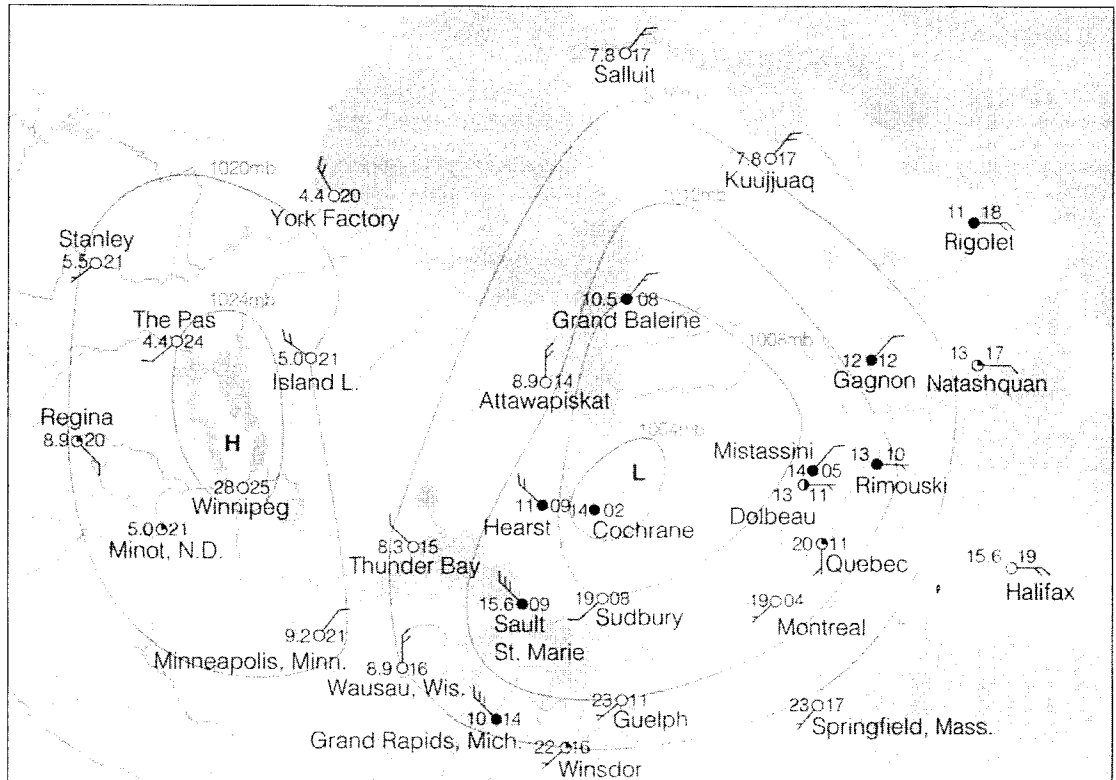 7.8 17
Salluit
7.8 17
Kuujjuaq
1020mb
4.4 20
York Factory
11 18
Rigolet
Stanley
5.5 21
1024mb
10.5 08
Grand Baleine
The Pas
4.4 24
5.0 21
Island L.
1008mb
12 12
Gagnon
13 17
Natashquan
8.9 14
Attawapiskat
Regina
8.9 20
H
1004mb
L
Mistassini
14 05
13 10
Rimouski
28 25
Winnipeg
13 11
Dolbeau
11 09
Hearst
14 02
Cochrane
5.0 21
Minot, N.D.
8.3 15
Thunder Bay
20 11
Quebec
15.6 19
Halifax
15.6 09
Sault
St. Marie
19 08
Sudbury
19 04
Montreal
9.2 21
Minneapolis, Minn.
8.9 16
Wausau, Wis.
10 14
Grand Rapids, Mich.
23 11
Guelph
23 17
Springfield, Mass.
22 16
Winsdor